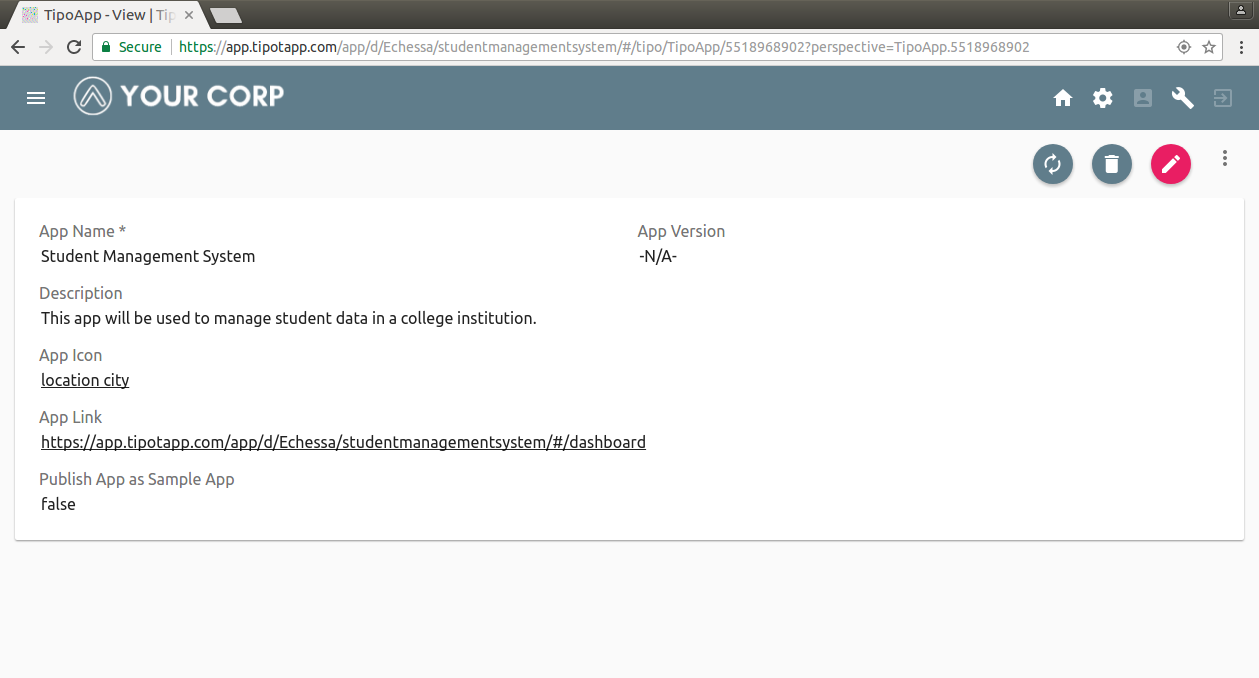 TipoApp - View | Tip
Secure https://app.tipotapp.com/app/d/Echessa/studentmanagementsystem/#/tipo/TipoApp/5518968902?perspective=TipoApp.5518968902
YOUR CORP
App Name * App Version
Student Management System -N/A-
Description
This app will be used to manage student data in a college institution.
App Icon
location city
App Link
https://app.tipotapp.com/app/d/Echessa/studentmanagementsystem/#/dashboard
Publish App as Sample App
false